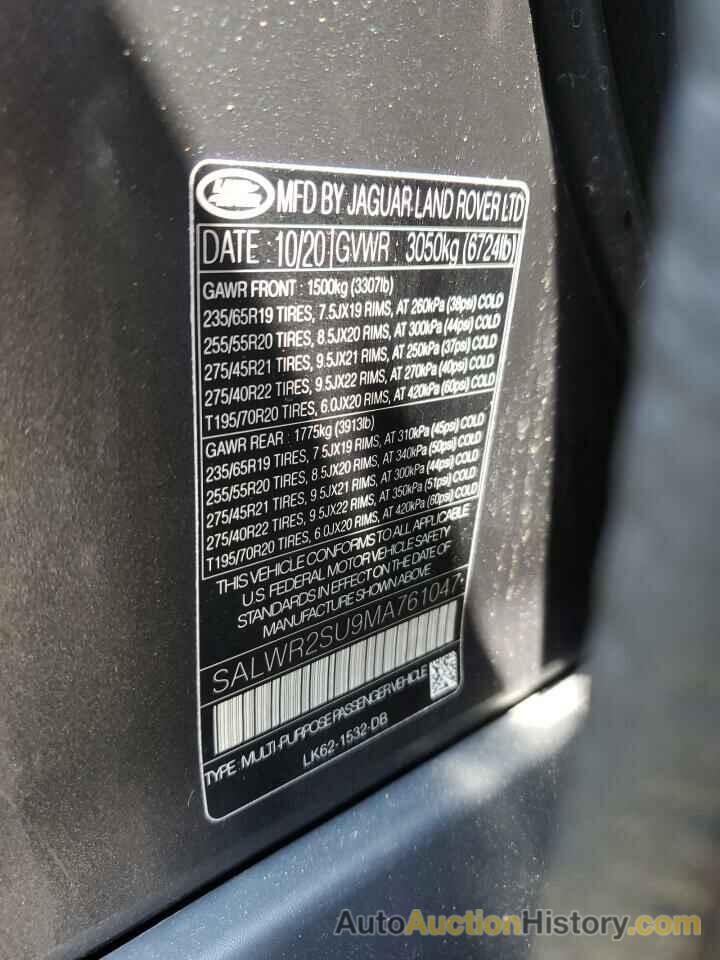 MFD BY JAGUAR LAND ROVER LTD
DATE : 10/20 GVWR : 3050kg (6724lb)
GAWR FRONT : 1500kg (3307lb)
235/65R19 TIRES, 7.5JX19 RIMS, AT 260kPa (38psi) COLD
255/55R20 TIRES, 8.5JX20 RIMS, AT 300kPa (44psi) COLD
275/45R21 TIRES, 9.5JX21 RIMS, AT 250kPa (37psi) COLD
275/40R22 TIRES, 9.5JX22 RIMS, AT 270kPa (40psi) COLD
T195/70R20 TIRES, 6.0JX20 RIMS, AT 420kPa (60psi) COLD
GAWR REAR : 1775kg (3913lb)
235/65R19 TIRES, 7.5JX19 RIMS, AT 310kPa (45psi) COLD
255/55R20 TIRES, 8.5JX20 RIMS, AT 340kPa (50psi) COLD
275/45R21 TIRES, 9.5JX21 RIMS, AT 300kPa (44psi) COLD
275/40R22 TIRES, 9.5JX22 RIMS, AT 350kPa (51psi) COLD
T195/70R20 TIRES, 6.0JX20 RIMS, AT 420kPa (60psi) COLD
THIS VEHICLE CONFORMS TO ALL APPLICABLE
U.S. FEDERAL MOTOR VEHICLE SAFETY
STANDARDS IN EFFECT ON THE DATE OF
MANUFACTURE SHOWN ABOVE
SALWR2SU9MA761047
TYPE : MULTI-PURPOSE PASSENGER VEHICLE
LK62-1532-DB
AutoAuctionHistory.com